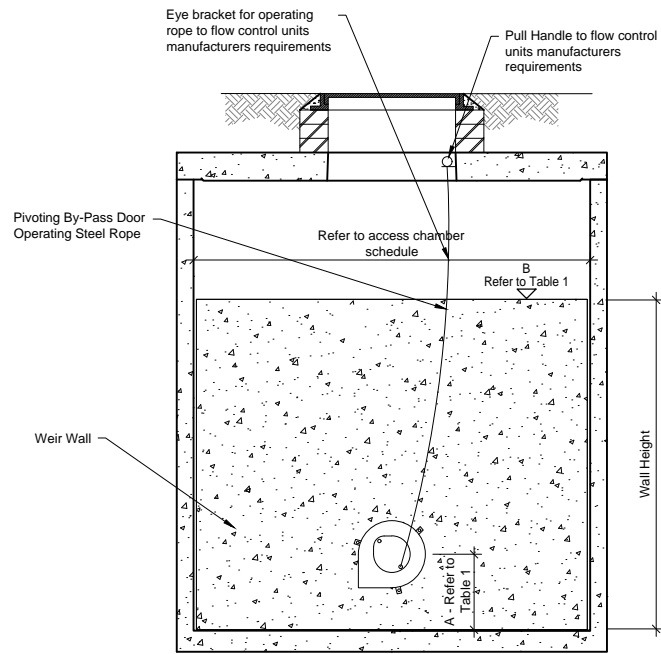 Eye bracket for operating
rope to flow control units
manufacturers requirements
Pull Handle to flow control
units manufacturers
requirements
Pivoting By-Pass Door
Operating Steel Rope
Refer to access chamber
schedule
B
Refer to Table 1
Weir Wall
Wall Height
A - Refer to
Table 1